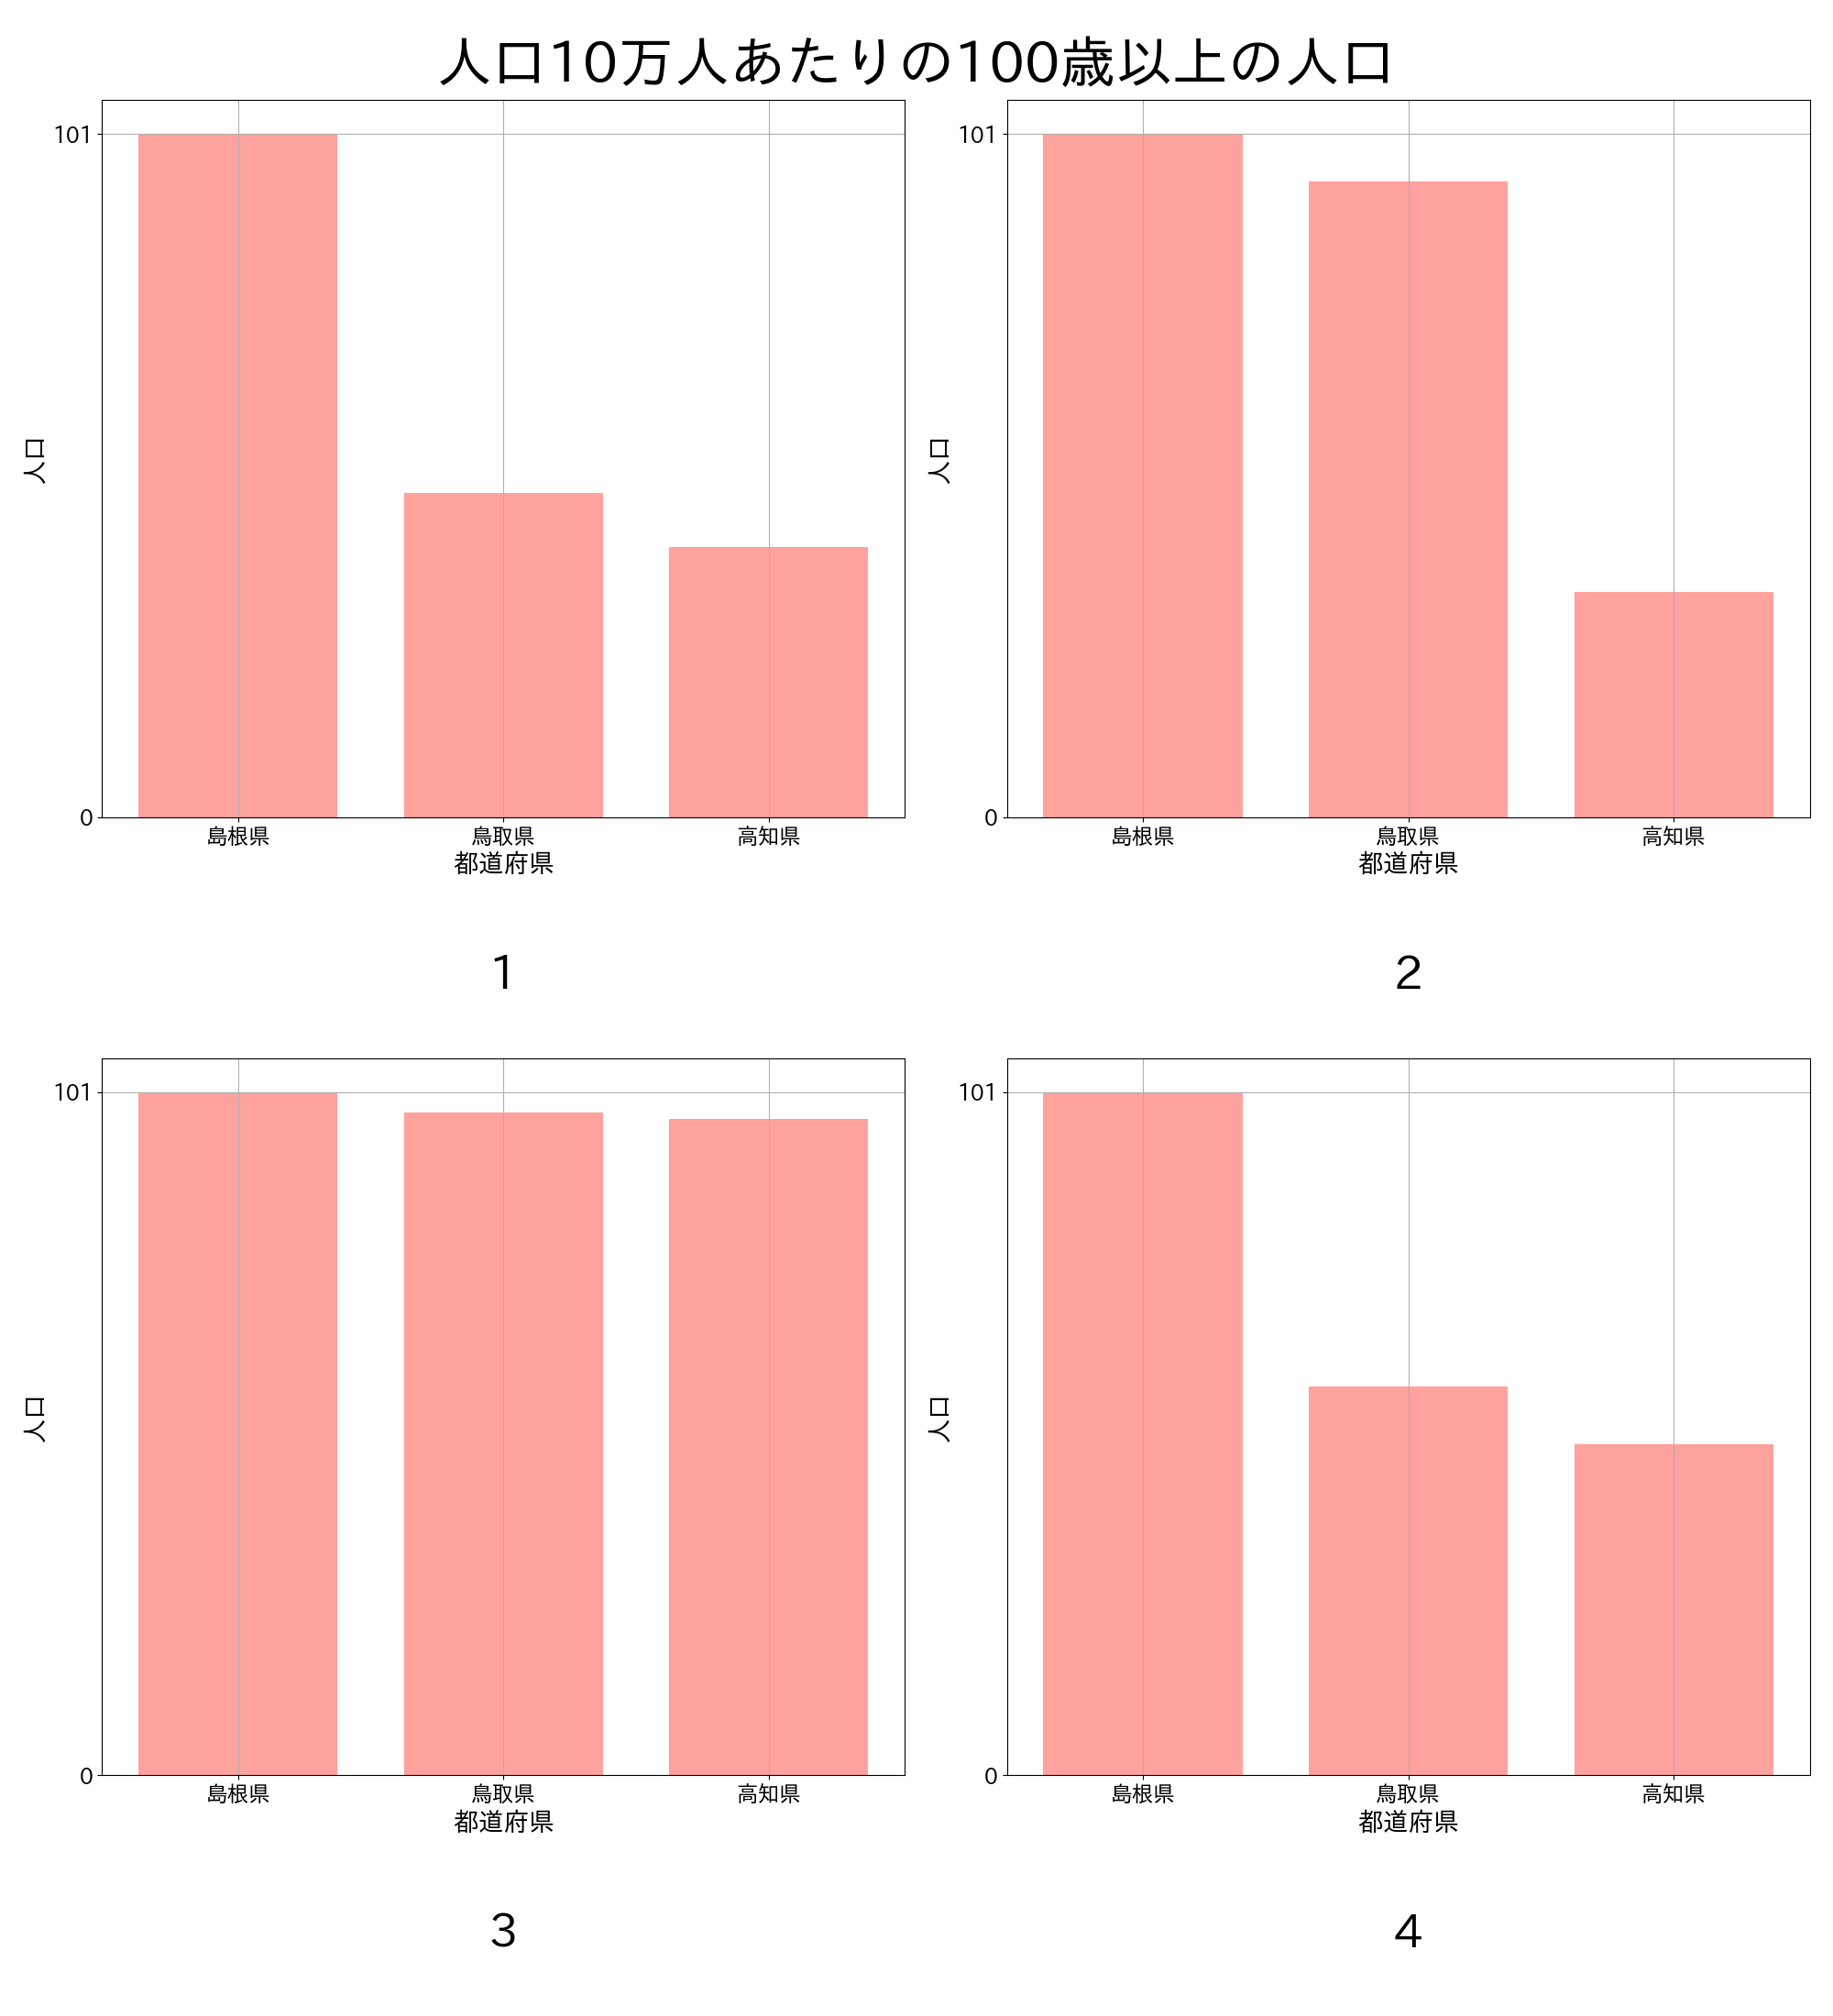 人口10万人あたりの100歳以上の人口
101
人口
0
島根県 鳥取県 高知県
都道府県
1
101
人口
0
島根県 鳥取県 高知県
都道府県
2
101
人口
0
島根県 鳥取県 高知県
都道府県
3
101
人口
0
島根県 鳥取県 高知県
都道府県
4